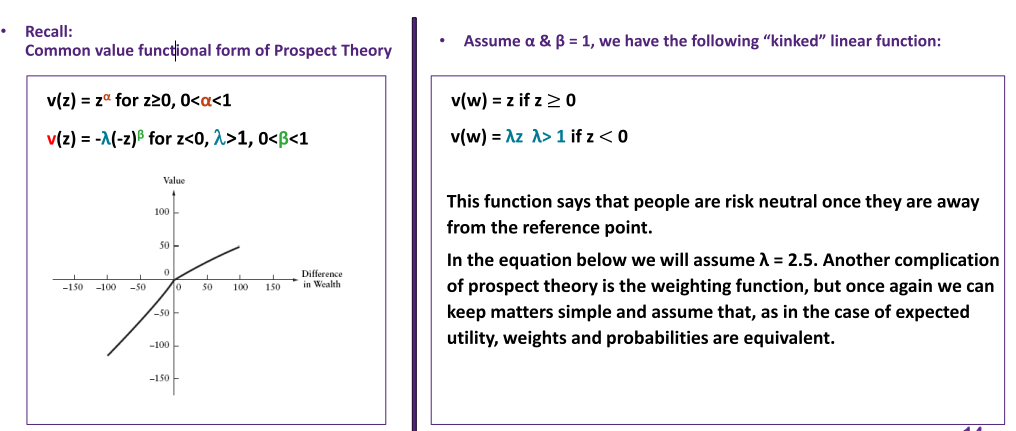 • Recall:
Common value functional form of Prospect Theory
v(z) = z^α for z≥0, 0<α<1
v(z) = -λ(-z)^β for z<0, λ>1, 0<β<1
Value
100
50
0
-150 -100 -50 0 50 100 150
Difference
in Wealth
-50
-100
-150
• Assume α & β = 1, we have the following “kinked” linear function:
v(w) = z if z ≥ 0
v(w) = λz λ> 1 if z < 0
This function says that people are risk neutral once they are away
from the reference point.
In the equation below we will assume λ = 2.5. Another complication
of prospect theory is the weighting function, but once again we can
keep matters simple and assume that, as in the case of expected
utility, weights and probabilities are equivalent.